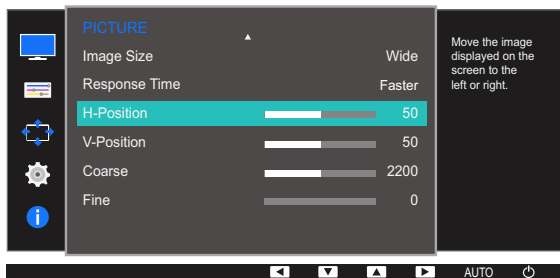 PICTURE
Image Size Wide
Response Time Faster
H-Position 50
V-Position 50
Coarse 2200
Fine 0
Move the image
displayed on the
screen to the
left or right.
AUTO